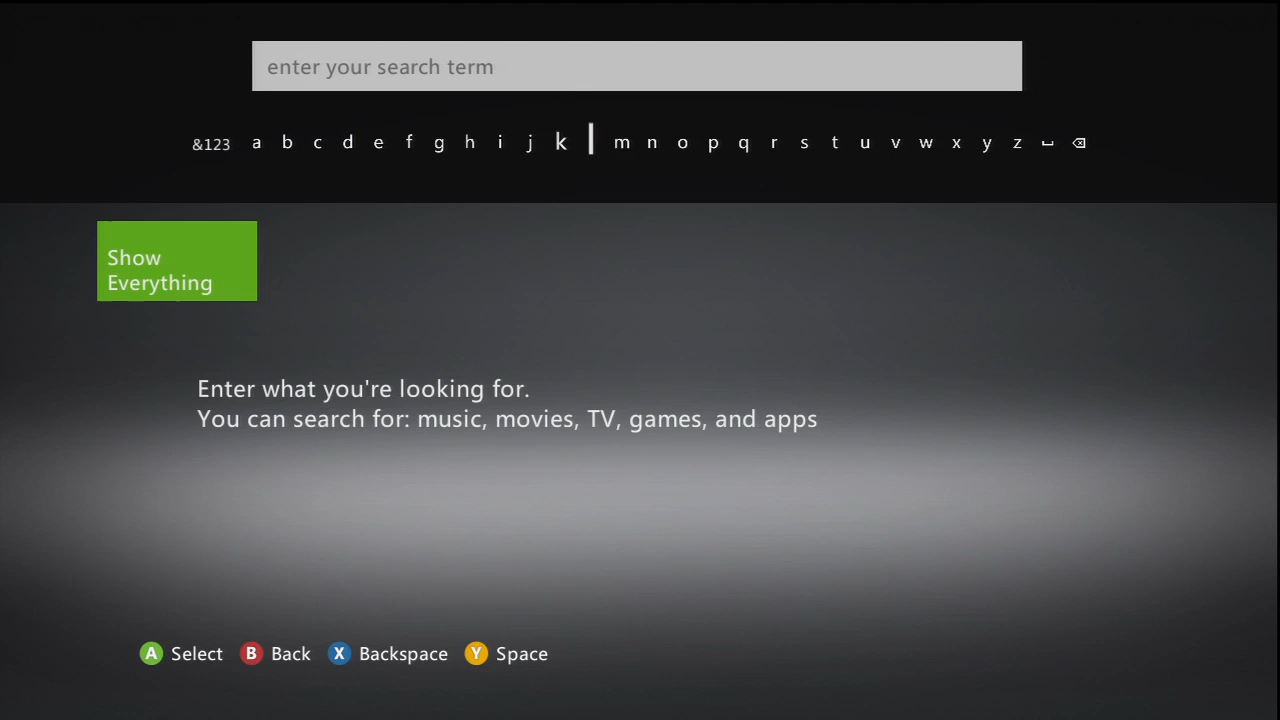 enter your search term
&123 a b c d e f g h i j k l m n o p q r s t u v w x y z
Show
Everything
Enter what you're looking for.
You can search for: music, movies, TV, games, and apps
A Select B Back X Backspace Y Space